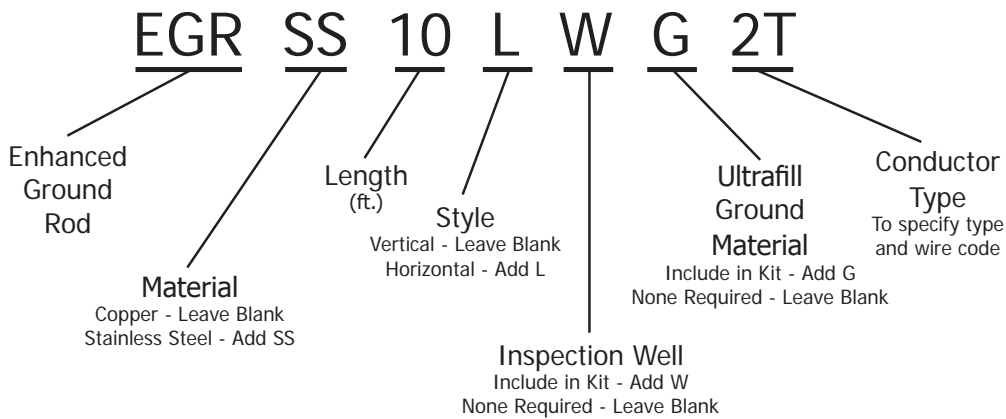 EGR SS 10 L W G 2T
Enhanced
Ground
Rod
Material
Copper - Leave Blank
Stainless Steel - Add SS
Length
(ft.)
Style
Vertical - Leave Blank
Horizontal - Add L
Inspection Well
Include in Kit - Add W
None Required - Leave Blank
Ultrafill
Ground
Material
Include in Kit - Add G
None Required - Leave Blank
Conductor
Type
To specify type
and wire code